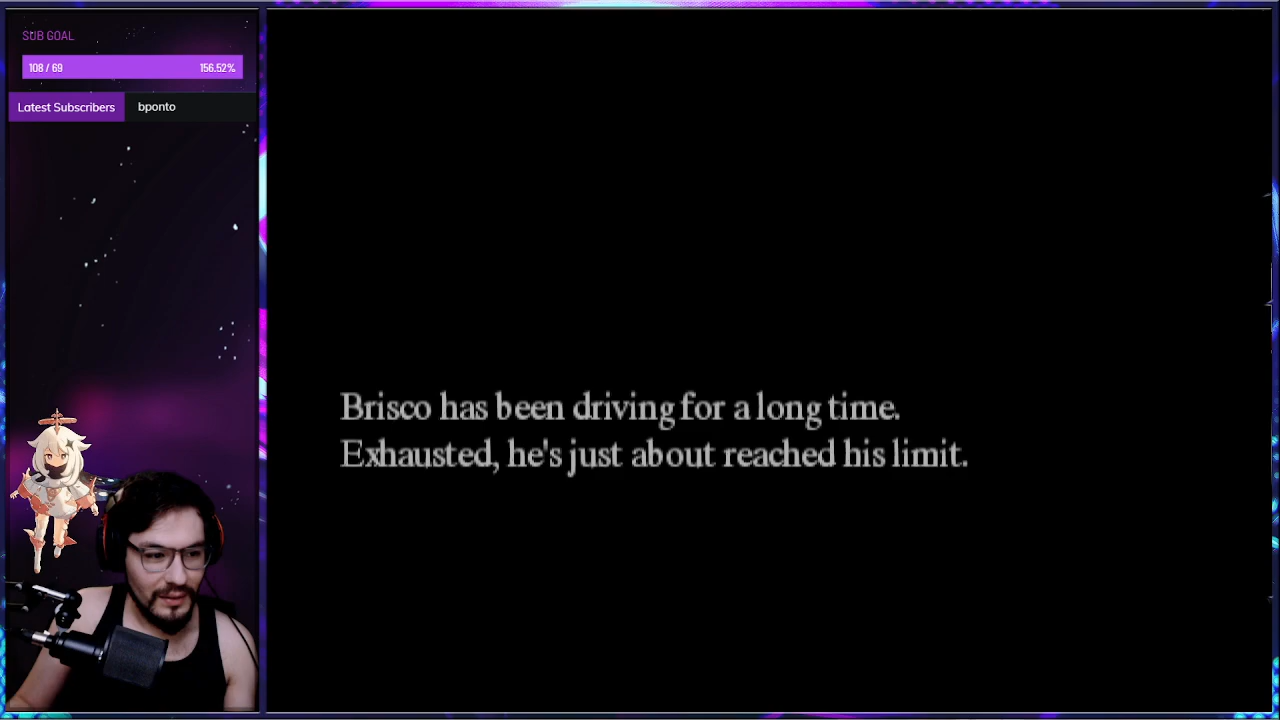 SUB GOAL
108 / 69 156.52%
Latest Subscribers bponto
Brisco has been driving for a long time.
Exhausted, he's just about reached his limit.